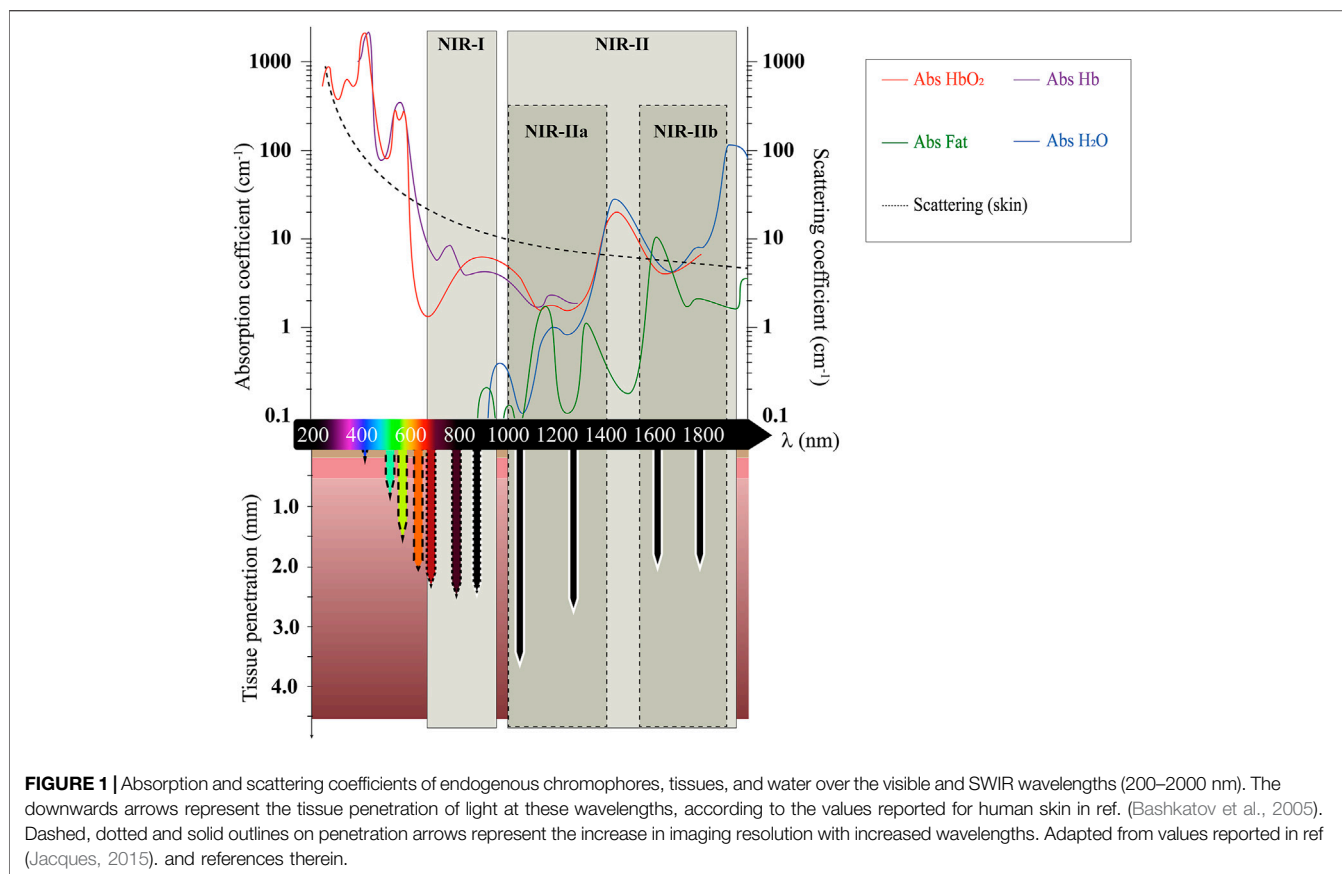 NIR-I
NIR-II
NIR-IIa
NIR-IIb
1000
100
10
1
0.1
Absorption coefficient (cm⁻¹)
1000
100
10
1
0.1
Scattering coefficient (cm⁻¹)
Abs HbO₂
Abs Hb
Abs Fat
Abs H₂O
Scattering (skin)
200 400 600 800 1000 1200 1400 1600 1800
λ (nm)
1.0
2.0
3.0
4.0
Tissue penetration (mm)
FIGURE 1 | Absorption and scattering coefficients of endogenous chromophores, tissues, and water over the visible and SWIR wavelengths (200–2000 nm). The
downwards arrows represent the tissue penetration of light at these wavelengths, according to the values reported for human skin in ref. (Bashkatov et al., 2005).
Dashed, dotted and solid outlines on penetration arrows represent the increase in imaging resolution with increased wavelengths. Adapted from values reported in ref
(Jacques, 2015). and references therein.